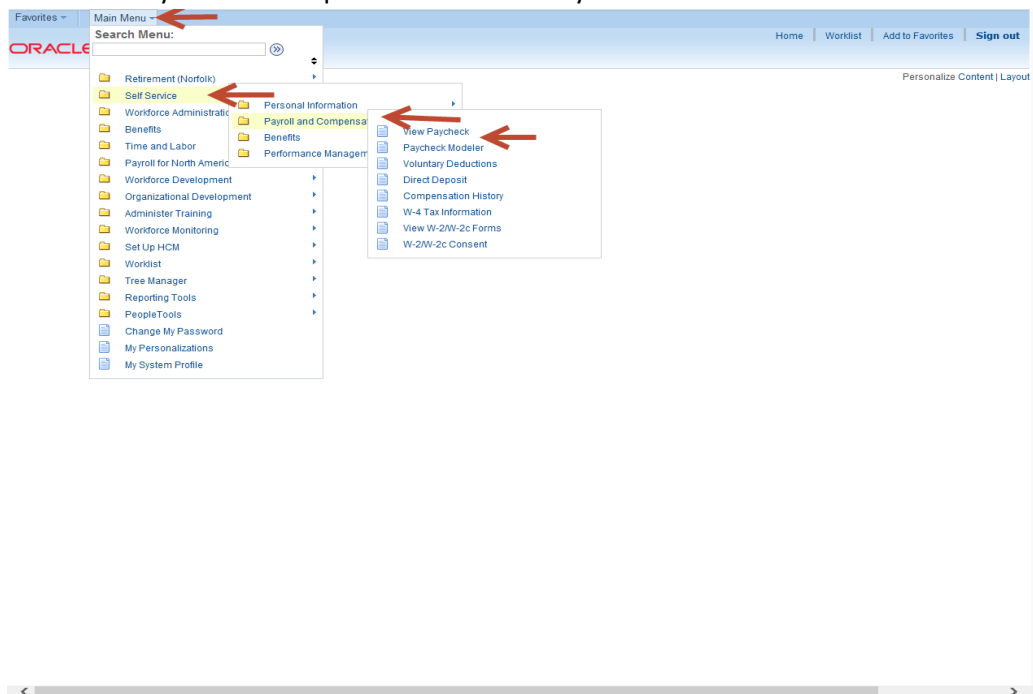 Favorites Main Menu
Search Menu:
Home Worklist Add to Favorites Sign out
ORACLE
Personalize Content | Layout
Retirement (Norfolk)
Self Service
Workforce Administratio
Benefits
Time and Labor
Payroll for North Americ
Workforce Development
Organizational Development
Administer Training
Workforce Monitoring
Set Up HCM
Worklist
Tree Manager
Reporting Tools
PeopleTools
Change My Password
My Personalizations
My System Profile
Personal Information
Payroll and Compensat
Benefits
Performance Managem
View Paycheck
Paycheck Modeler
Voluntary Deductions
Direct Deposit
Compensation History
W-4 Tax Information
View W-2/W-2c Forms
W-2/W-2c Consent